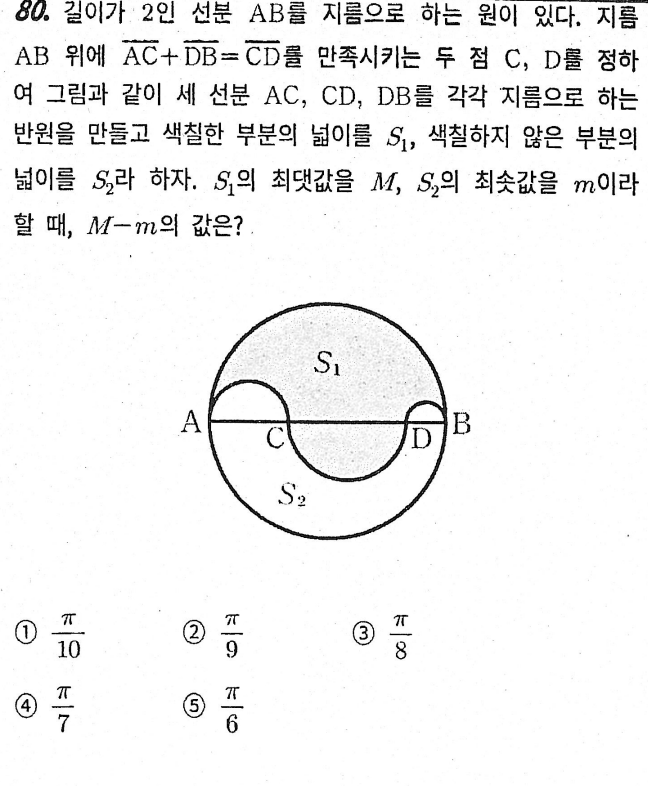 80. 길이가 2인 선분 AB를 지름으로 하는 원이 있다. 지름
AB 위에 $\overline{AC}+\overline{DB}=\overline{CD}$를 만족시키는 두 점 C, D를 정하
여 그림과 같이 세 선분 AC, CD, DB를 각각 지름으로 하는
반원을 만들고 색칠한 부분의 넓이를 $S_1$, 색칠하지 않은 부분의
넓이를 $S_2$라 하자. $S_1$의 최댓값을 $M$, $S_2$의 최솟값을 $m$이라
할 때, $M-m$의 값은?
$S_1$
A C D B
$S_2$
① $\frac{\pi}{10}$ ② $\frac{\pi}{9}$ ③ $\frac{\pi}{8}$
④ $\frac{\pi}{7}$ ⑤ $\frac{\pi}{6}$